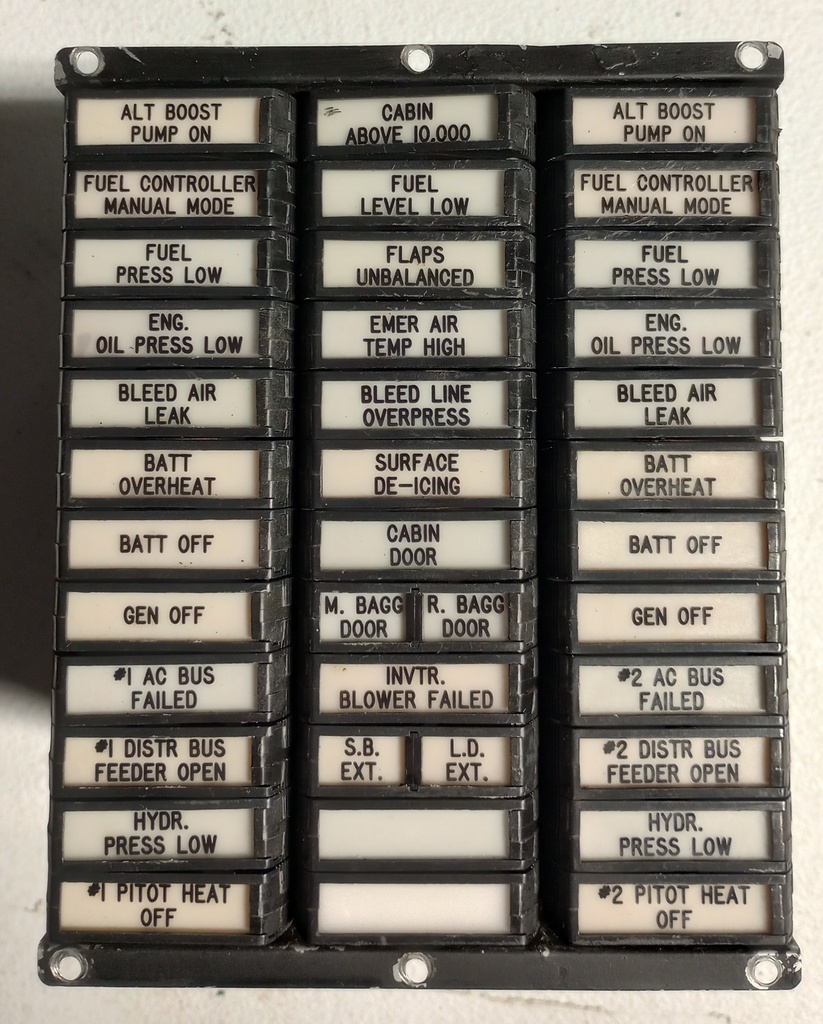 ALT BOOST
PUMP ON
CABIN
ABOVE 10,000
ALT BOOST
PUMP ON
FUEL CONTROLLER
MANUAL MODE
FUEL
LEVEL LOW
FUEL CONTROLLER
MANUAL MODE
FUEL
PRESS LOW
FLAPS
UNBALANCED
FUEL
PRESS LOW
ENG.
OIL PRESS LOW
EMER AIR
TEMP HIGH
ENG.
OIL PRESS LOW
BLEED AIR
LEAK
BLEED LINE
OVERPRESS
BLEED AIR
LEAK
BATT
OVERHEAT
SURFACE
DE-ICING
BATT
OVERHEAT
BATT OFF
CABIN
DOOR
BATT OFF
GEN OFF
M. BAGG
DOOR
R. BAGG
DOOR
GEN OFF
#1 AC BUS
FAILED
INVTR.
BLOWER FAILED
#2 AC BUS
FAILED
#1 DISTR BUS
FEEDER OPEN
S.B.
EXT.
L.D.
EXT.
#2 DISTR BUS
FEEDER OPEN
HYDR.
PRESS LOW
HYDR.
PRESS LOW
#1 PITOT HEAT
OFF
#2 PITOT HEAT
OFF